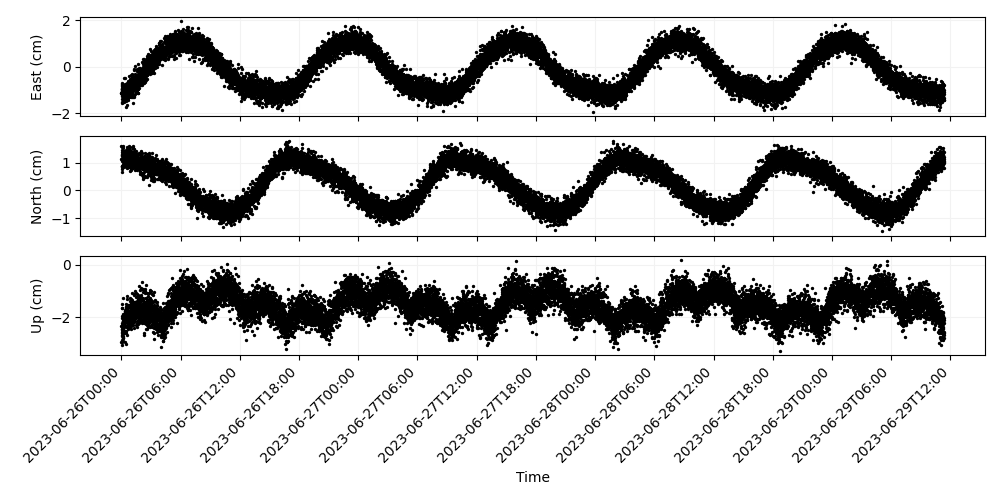 East (cm)
2
0
−2
North (cm)
1
0
−1
Up (cm)
0
−2
2023-06-26T00:00
2023-06-26T06:00
2023-06-26T12:00
2023-06-26T18:00
2023-06-27T00:00
2023-06-27T06:00
2023-06-27T12:00
2023-06-27T18:00
2023-06-28T00:00
2023-06-28T06:00
2023-06-28T12:00
2023-06-28T18:00
2023-06-29T00:00
2023-06-29T06:00
2023-06-29T12:00
Time